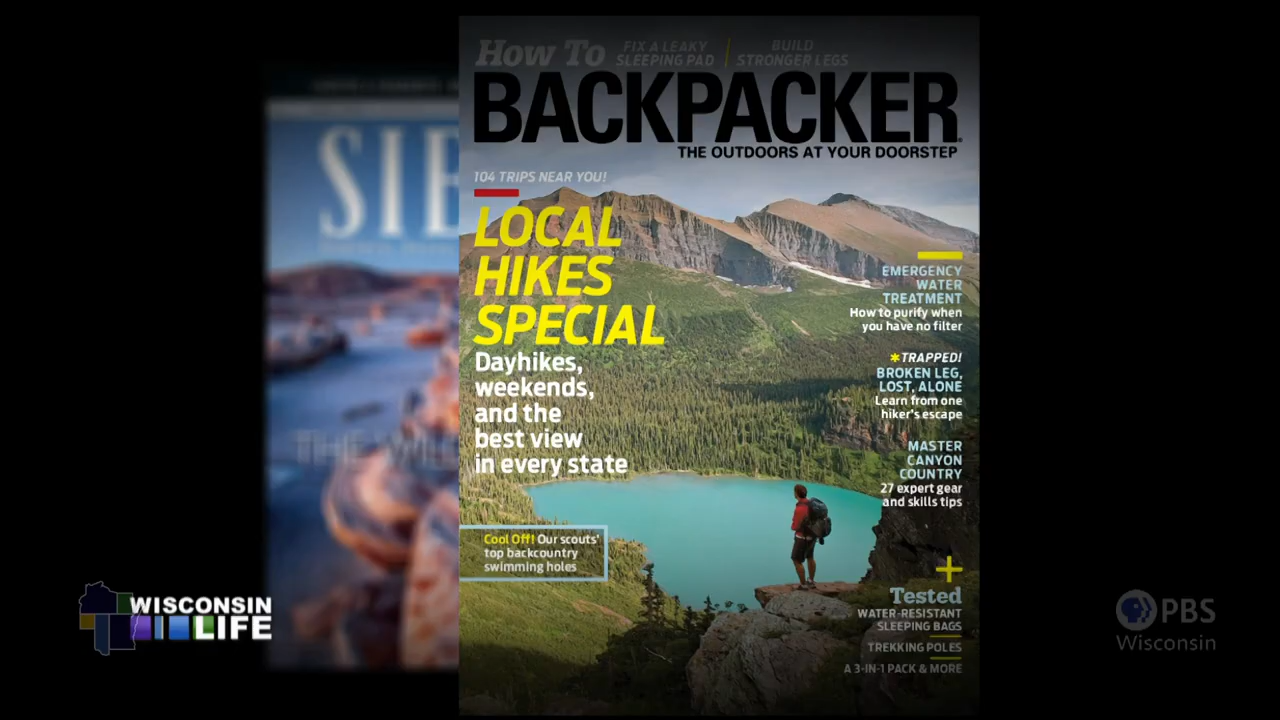 How To
FIX A LEAKY
SLEEPING PAD
BUILD
STRONGER LEGS
BACKPACKER
THE OUTDOORS AT YOUR DOORSTEP
104 TRIPS NEAR YOU!
LOCAL
HIKES
SPECIAL
Dayhikes,
weekends,
and the
best view
in every state
EMERGENCY
WATER
TREATMENT
How to purify when
you have no filter
*TRAPPED!
BROKEN LEG,
LOST, ALONE
Learn from one
hiker's escape
MASTER
CANYON
COUNTRY
27 expert gear
and skills tips
Cool Off! Our scouts'
top backcountry
swimming holes
+
Tested
WATER-RESISTANT
SLEEPING BAGS
TREKKING POLES
A 3-IN-1 PACK & MORE
SIE
THE WIL
WISCONSIN
LIFE
PBS
Wisconsin